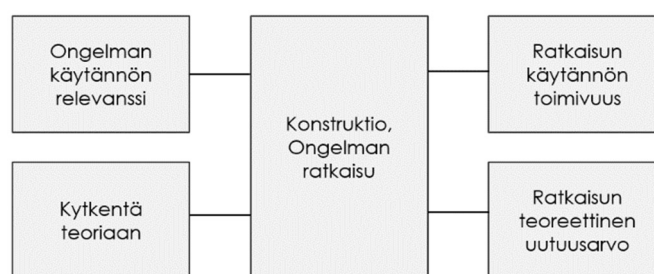 Ongelman
käytännön
relevanssi
Kytkentä
teoriaan
Konstruktio,
Ongelman
ratkaisu
Ratkaisun
käytännön
toimivuus
Ratkaisun
teoreettinen
uutuusarvo